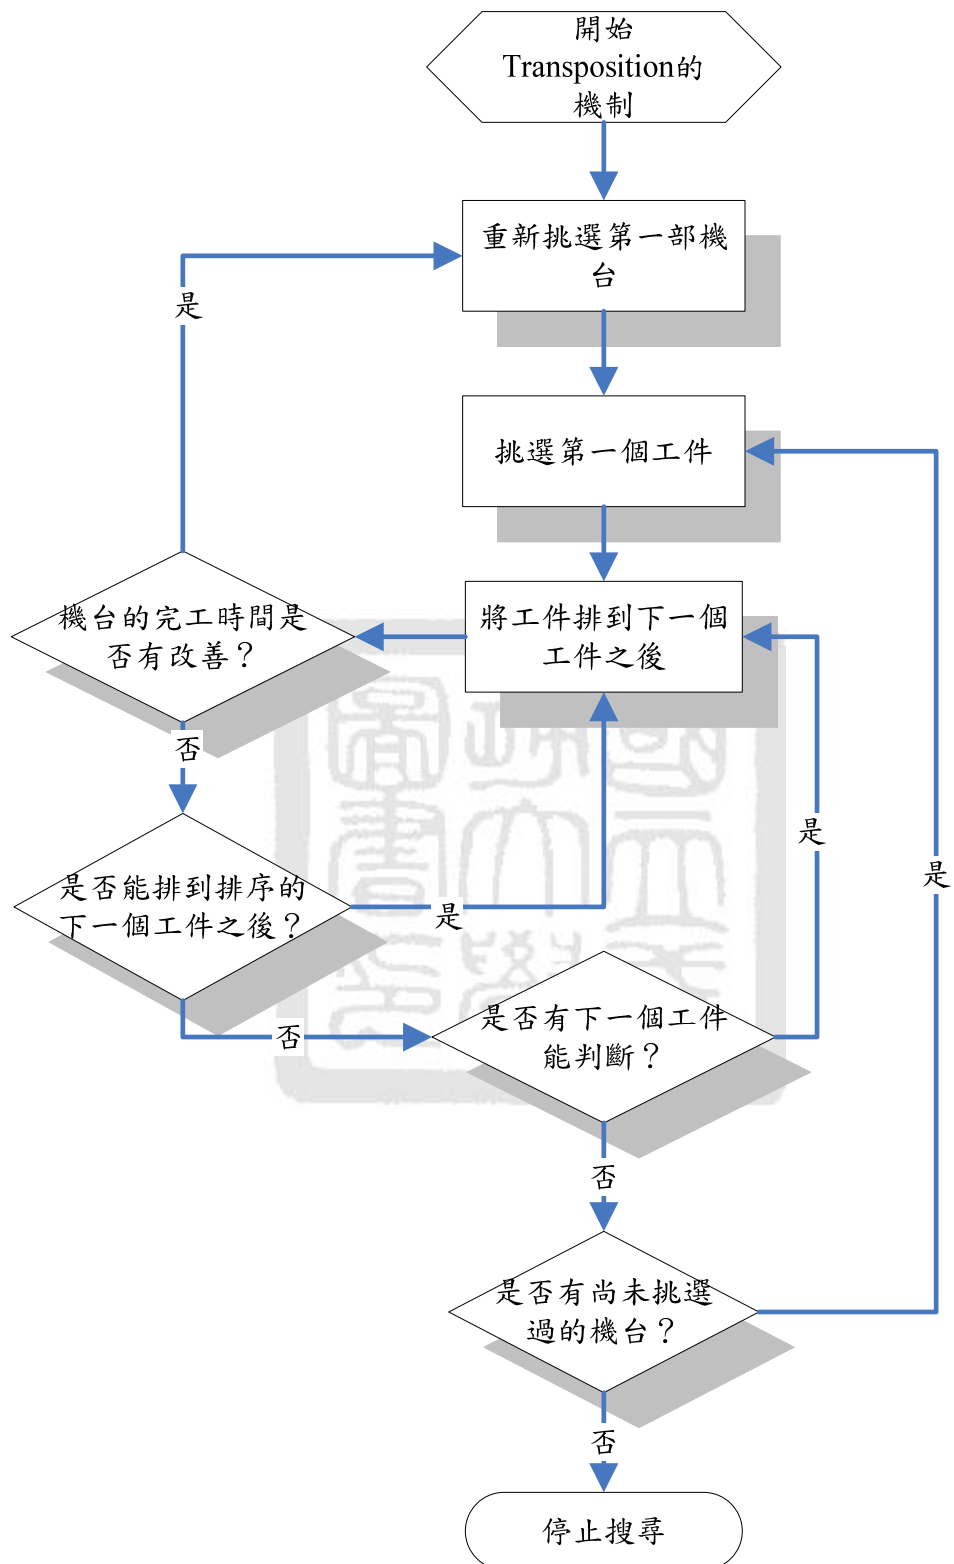 開始
Transposition的
機制
重新挑選第一部機
台
是
挑選第一個工件
機台的完工時間是
否有改善？
將工件排到下一個
工件之後
否
是
是
是否能排到排序的
下一個工件之後？
是
是否有下一個工件
能判斷？
否
否
是否有尚未挑選
過的機台？
否
停止搜尋